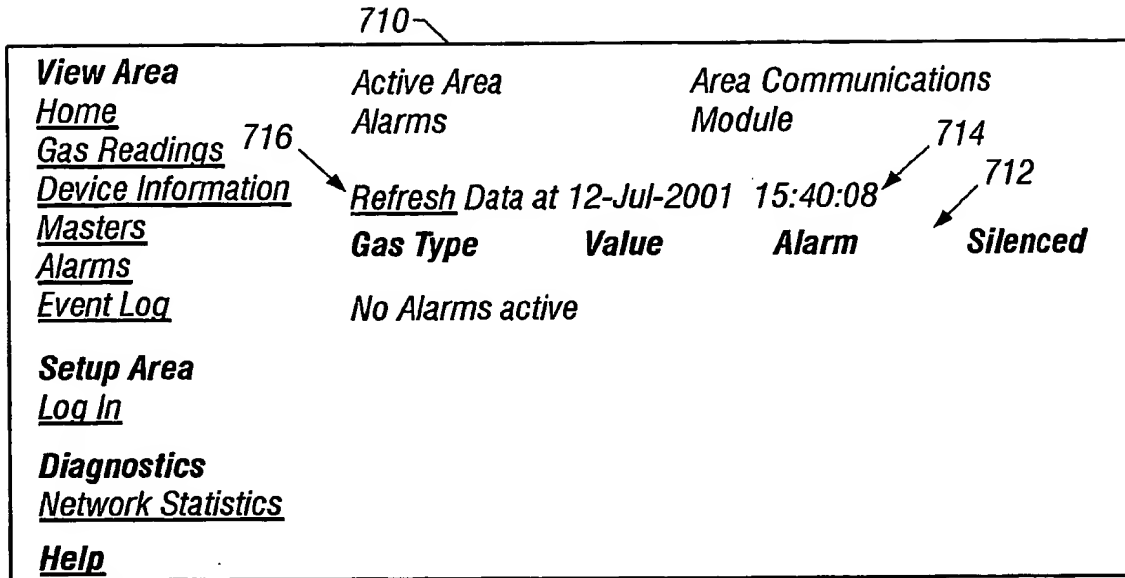 710
View Area
Home
Gas Readings
Device Information
Masters
Alarms
Event Log
Setup Area
Log In
Diagnostics
Network Statistics
Help
Active Area
Alarms
Area Communications
Module
716
714
712
Refresh Data at 12-Jul-2001 15:40:08
Gas Type Value Alarm Silenced
No Alarms active